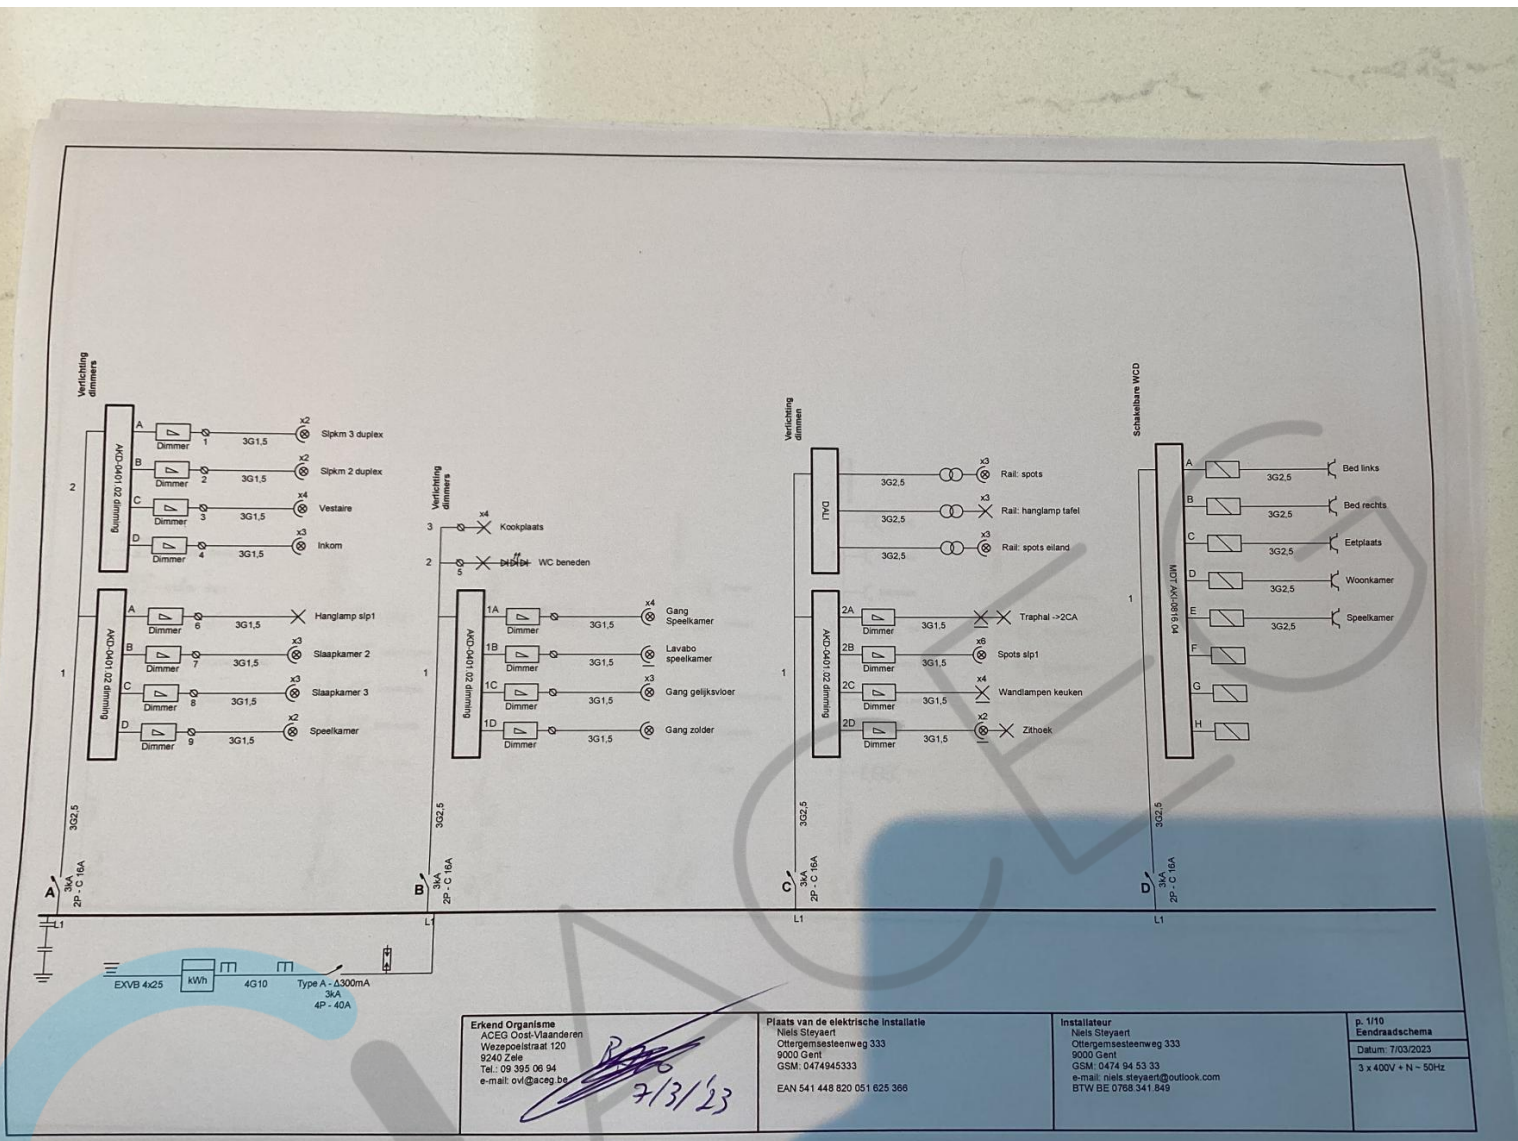 Verlichting
dimmers
2
AKD-0401.02 dimming
A
Dimmer
1
3G1,5
x2
Slpkm 3 duplex
B
Dimmer
2
3G1,5
x2
Slpkm 2 duplex
C
Dimmer
3
3G1,5
x4
Vestaire
D
Dimmer
4
3G1,5
x3
Inkom
1
AKD-0401.02 dimming
A
Dimmer
6
3G1,5
Hanglamp slp1
B
Dimmer
7
3G1,5
x3
Slaapkamer 2
C
Dimmer
8
3G1,5
x3
Slaapkamer 3
D
Dimmer
9
3G1,5
x2
Speelkamer
3G2,5
A
3kA
2P - C 16A
L1
Verlichting
dimmers
3
x4
Kookplaats
2
5
WC beneden
1
AKD-0401.02 dimming
1A
Dimmer
3G1,5
x4
Gang
Speelkamer
1B
Dimmer
3G1,5
Lavabo
speelkamer
1C
Dimmer
3G1,5
x3
Gang gelijksvloer
1D
Dimmer
3G1,5
Gang zolder
3G2,5
B
3kA
2P - C 16A
L1
Verlichting
dimmen
DALI
3G2,5
x3
Rail: spots
3G2,5
x3
Rail: hanglamp tafel
3G2,5
x3
Rail: spots eiland
1
AKD-0401.02 dimming
2A
Dimmer
3G1,5
Traphal ->2CA
2B
Dimmer
3G1,5
x6
Spots slp1
2C
Dimmer
3G1,5
x4
Wandlampen keuken
2D
Dimmer
3G1,5
x2
Zithoek
3G2,5
C
3kA
2P - C 16A
L1
Schakelbare WCD
1
MDT AKI-0816.04
A
3G2,5
Bed links
B
3G2,5
Bed rechts
C
3G2,5
Eetplaats
D
3G2,5
Woonkamer
E
3G2,5
Speelkamer
F
G
H
3G2,5
D
3kA
2P - C 16A
L1
EXVB 4x25
kWh
4G10
Type A - Δ300mA
3kA
4P - 40A
ACEG
Erkend Organisme
ACEG Oost-Vlaanderen
Wezepoelstraat 120
9240 Zele
Tel.: 09 395 06 94
e-mail: ovl@aceg.be
7/3/'23
Plaats van de elektrische installatie
Niels Steyaert
Ottergemsesteenweg 333
9000 Gent
GSM: 0474945333
EAN 541 448 820 051 625 366
Installateur
Niels Steyaert
Ottergemsesteenweg 333
9000 Gent
GSM: 0474 94 53 33
e-mail: niels.steyaert@outlook.com
BTW BE 0768.341.849
p. 1/10
Eendraadschema
Datum: 7/03/2023
3 x 400V + N ~ 50Hz